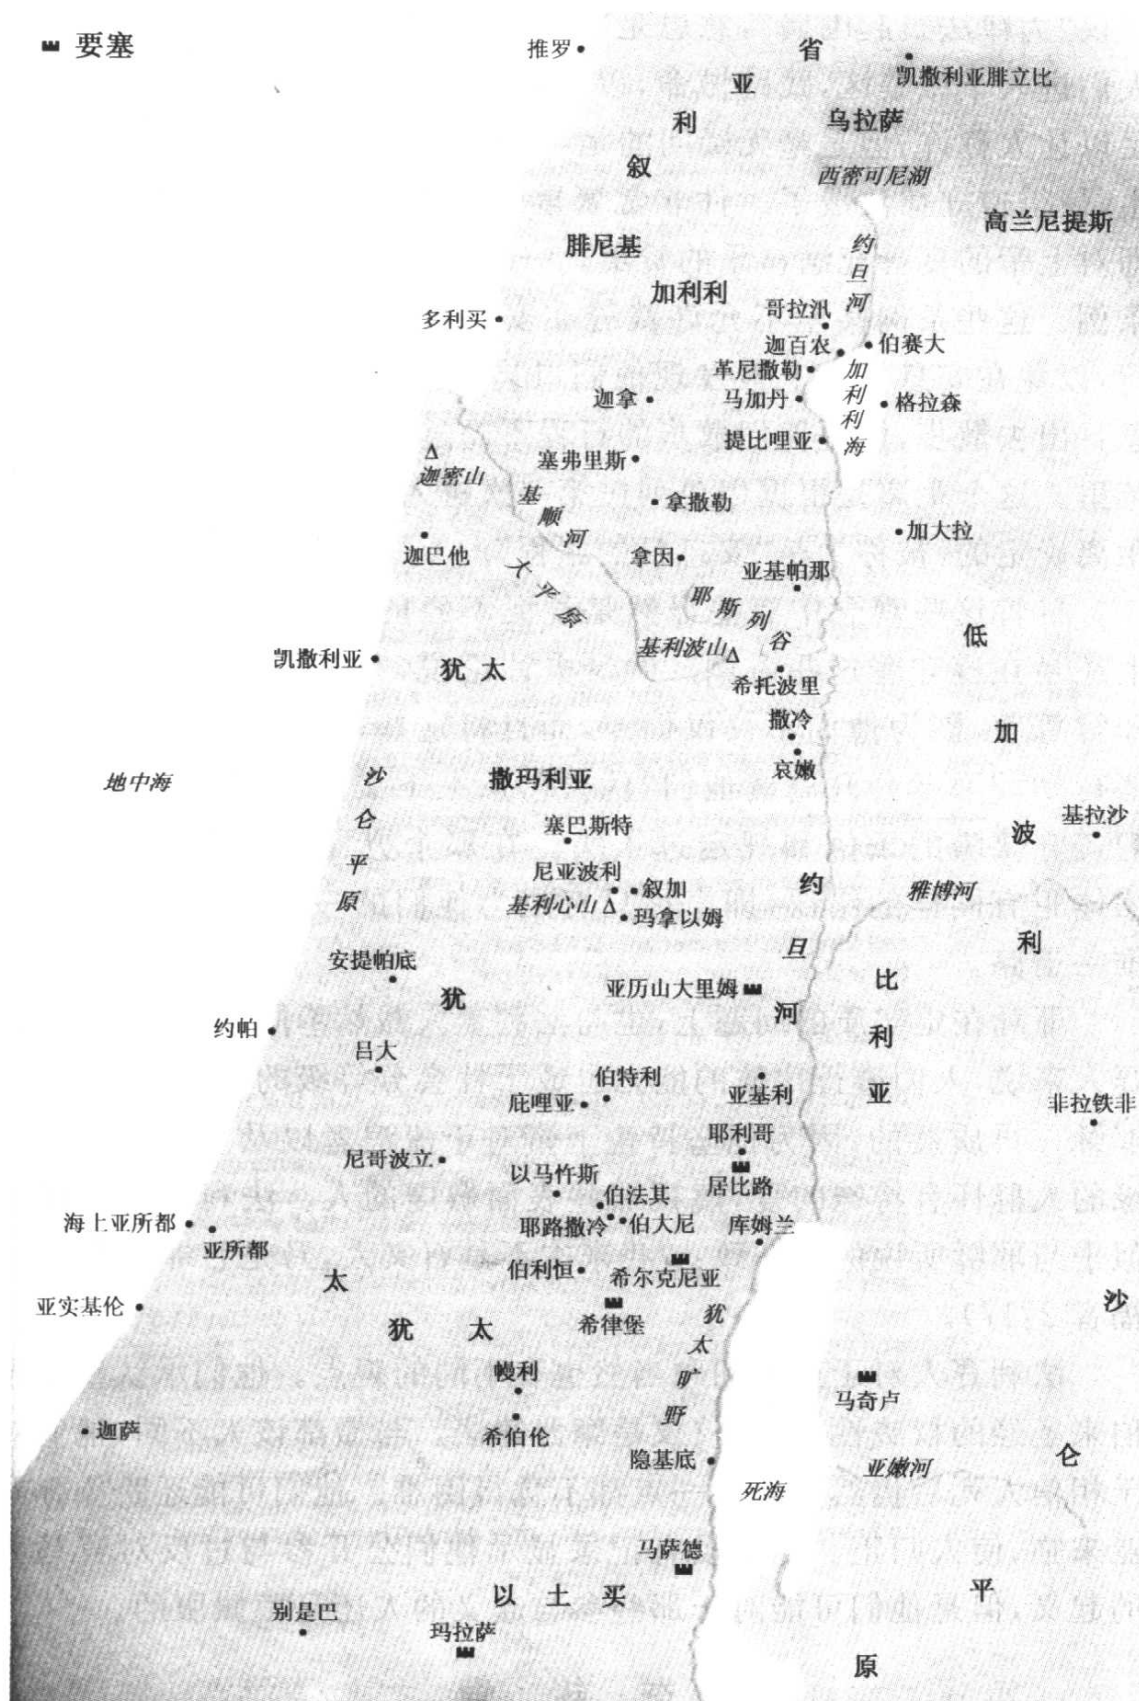 要塞
推罗
叙利亚省
凯撒利亚腓立比
乌拉萨
西密可尼湖
高兰尼提斯
腓尼基
约旦河
加利利
哥拉汛
多利买
迦百农
伯赛大
革尼撒勒
加利利海
迦拿
马加丹
格拉森
提比哩亚
迦密山
塞弗里斯
基顺河
拿撒勒
加大拉
迦巴他
拿因
大平原
亚基帕那
耶斯列谷
基利波山
低加波利
凯撒利亚
犹太
希托波里
撒冷
哀嫩
地中海
沙仑平原
撒玛利亚
塞巴斯特
基拉沙
尼亚波利
叙加
约旦河
雅博河
基利心山
玛拿以姆
安提帕底
比利亚
亚历山大里姆
犹太
约帕
吕大
伯特利
亚基利
庇哩亚
非拉铁非
耶利哥
尼哥波立
以马忤斯
居比路
伯法其
海上亚所都
耶路撒冷
伯大尼
库姆兰
亚所都
伯利恒
希尔克尼亚
亚实基伦
希律堡
犹太
犹太旷野
沙仑平原
幔利
马奇卢
迦萨
希伯伦
隐基底
亚嫩河
死海
马萨德
以土买
别是巴
玛拉萨